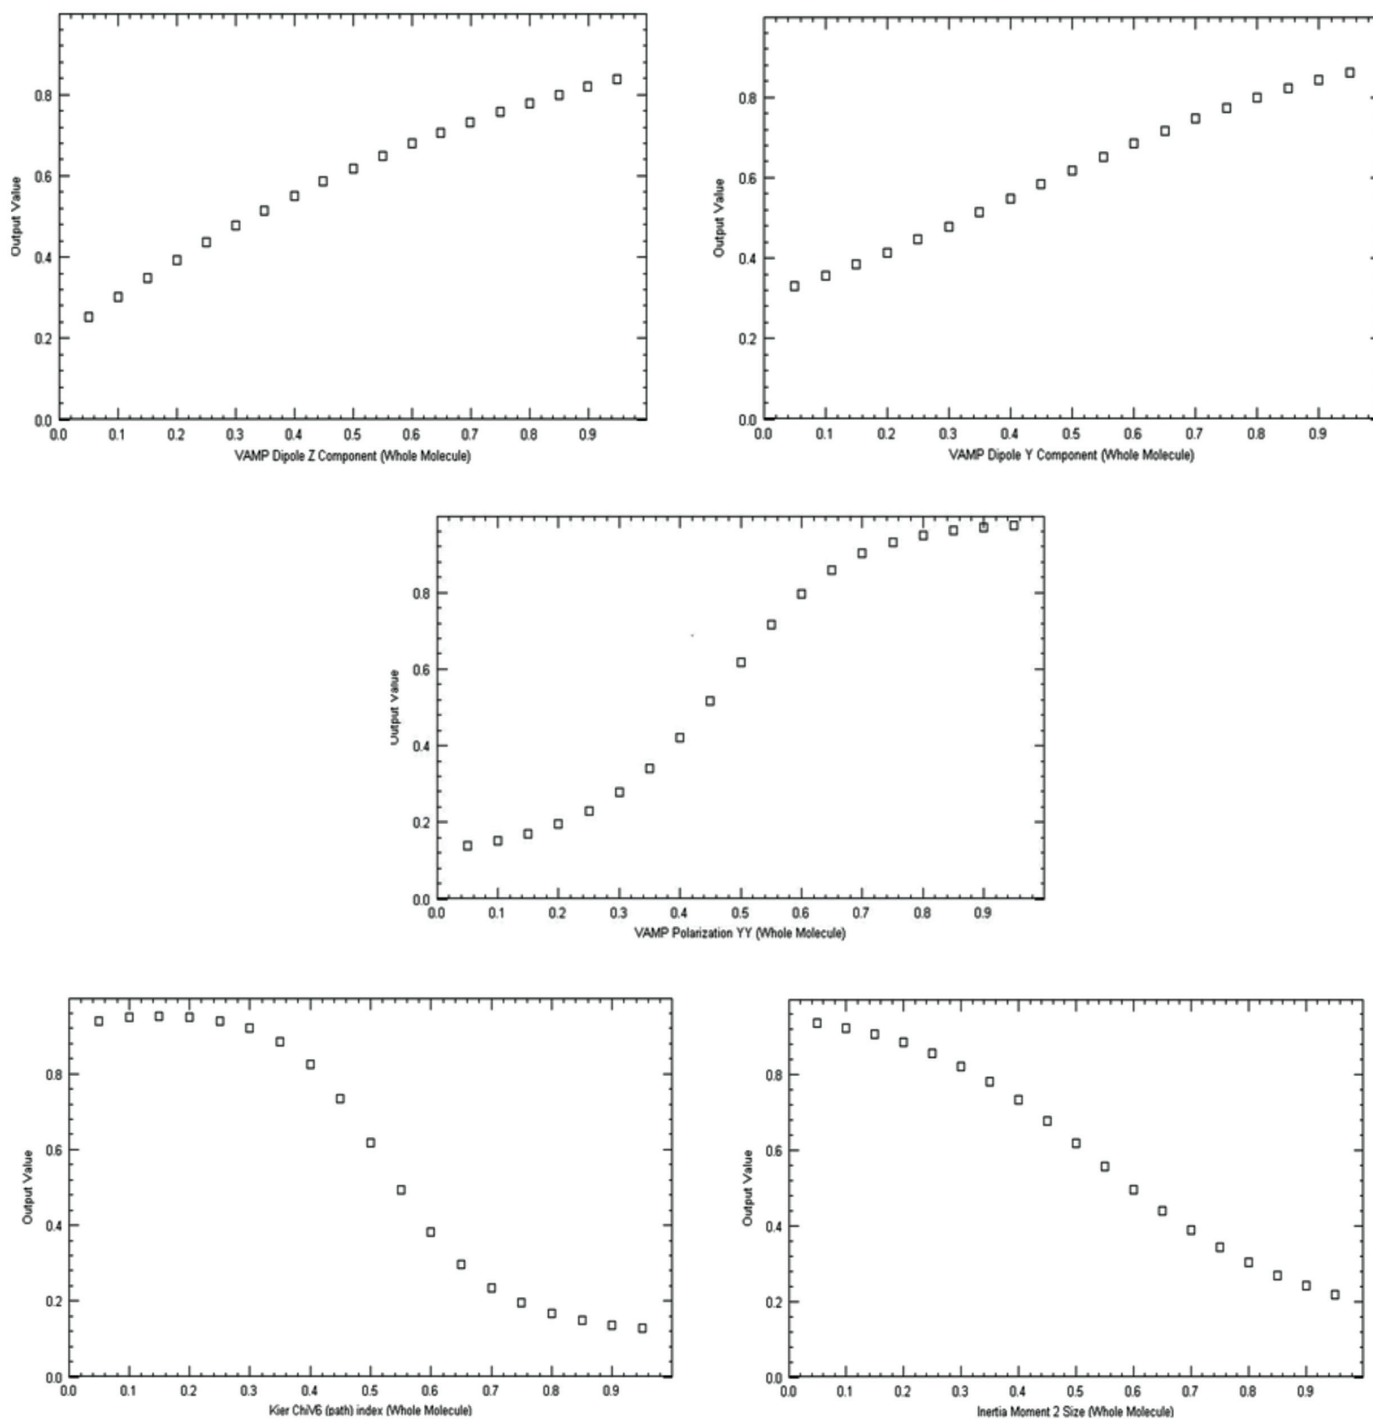 0.8
0.6
Output Value
0.4
0.2
0.0
0.0 0.1 0.2 0.3 0.4 0.5 0.6 0.7 0.8 0.9
VAMP Dipole Z Component (Whole Molecule)
0.8
0.6
Output Value
0.4
0.2
0.0
0.0 0.1 0.2 0.3 0.4 0.5 0.6 0.7 0.8 0.9
VAMP Dipole Y Component (Whole Molecule)
0.8
0.6
Output Value
0.4
0.2
0.0
0.0 0.1 0.2 0.3 0.4 0.5 0.6 0.7 0.8 0.9
VAMP Polarization YY (Whole Molecule)
0.8
0.6
Output Value
0.4
0.2
0.0
0.0 0.1 0.2 0.3 0.4 0.5 0.6 0.7 0.8 0.9
Kier ChiV6 (path) index (Whole Molecule)
0.8
0.6
Output Value
0.4
0.2
0.0
0.0 0.1 0.2 0.3 0.4 0.5 0.6 0.7 0.8 0.9
Inertia Moment 2 Size (Whole Molecule)